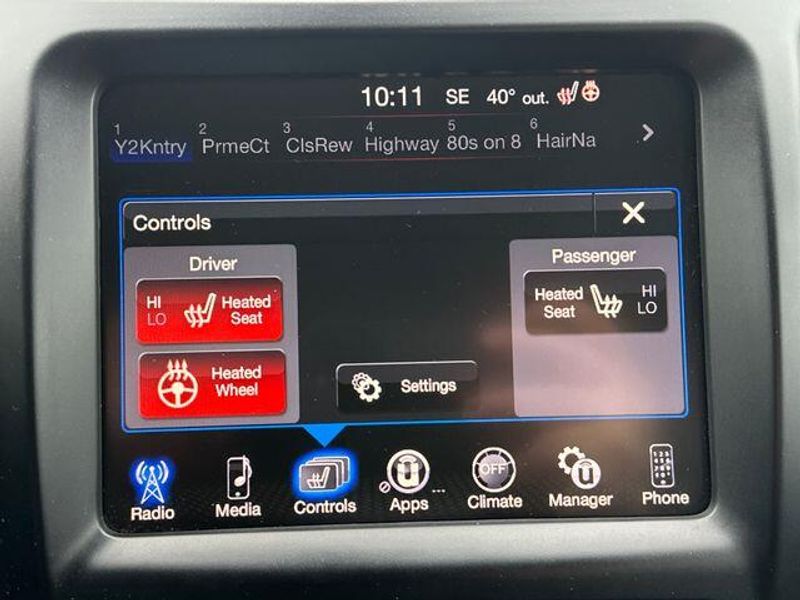 10:11 SE 40° out.
1 Y2Kntry 2 PrmeCt 3 ClsRew 4 Highway 5 80s on 8 6 HairNa
Controls
Driver
HI
LO
Heated
Seat
Heated
Wheel
Settings
Passenger
Heated
Seat
HI
LO
Radio
Media
Controls
Apps...
OFF
Climate
Manager
Phone